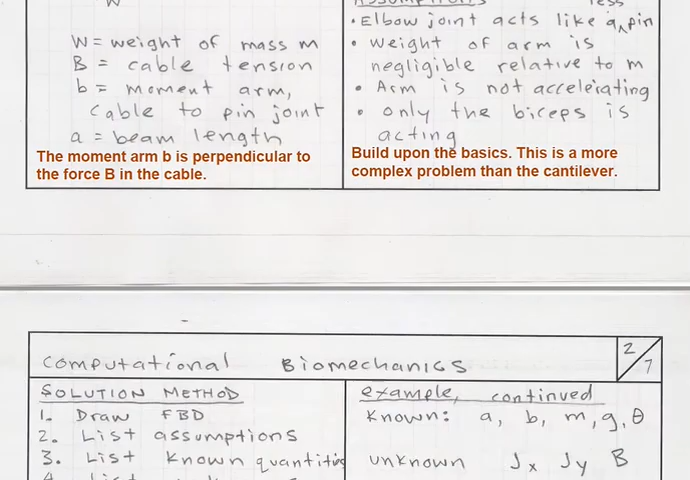 W
W = weight of mass m
B = cable tension
b = moment arm,
cable to pin joint
a = beam length
The moment arm b is perpendicular to
the force B in the cable.
Assumptions
less
• Elbow joint acts like a ^ pin
• weight of arm is
negligible relative to m
• Arm is not accelerating
• only the biceps is
acting
Build upon the basics. This is a more
complex problem than the cantilever.
Computational Biomechanics 2/7
SOLUTION METHOD
1. Draw FBD
2. List assumptions
3. List known quantities
4. List
example, continued
Known: a, b, m, g, θ
unknown Jx Jy B